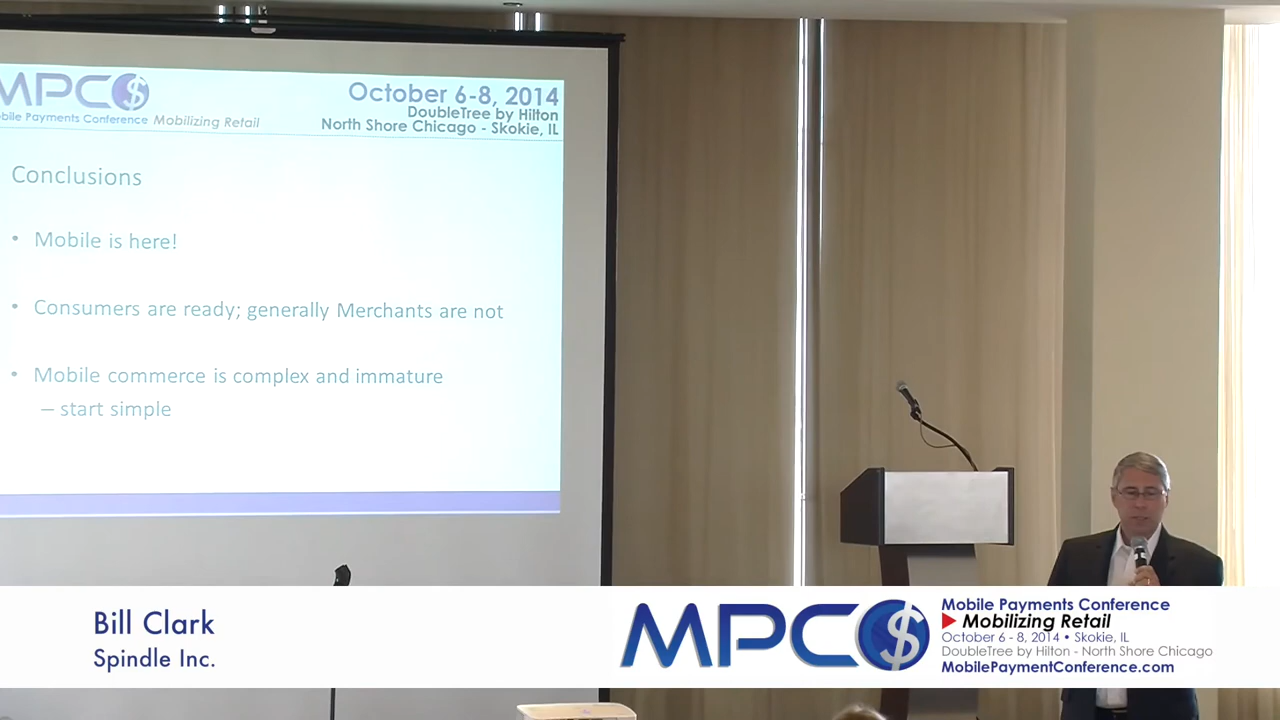 MPC$
Mobile Payments Conference Mobilizing Retail
October 6-8, 2014
DoubleTree by Hilton
North Shore Chicago - Skokie, IL
Conclusions
• Mobile is here!
• Consumers are ready; generally Merchants are not
• Mobile commerce is complex and immature
– start simple
Bill Clark
Spindle Inc.
MPC$
Mobile Payments Conference
Mobilizing Retail
October 6 - 8, 2014 • Skokie, IL
DoubleTree by Hilton - North Shore Chicago
MobilePaymentConference.com